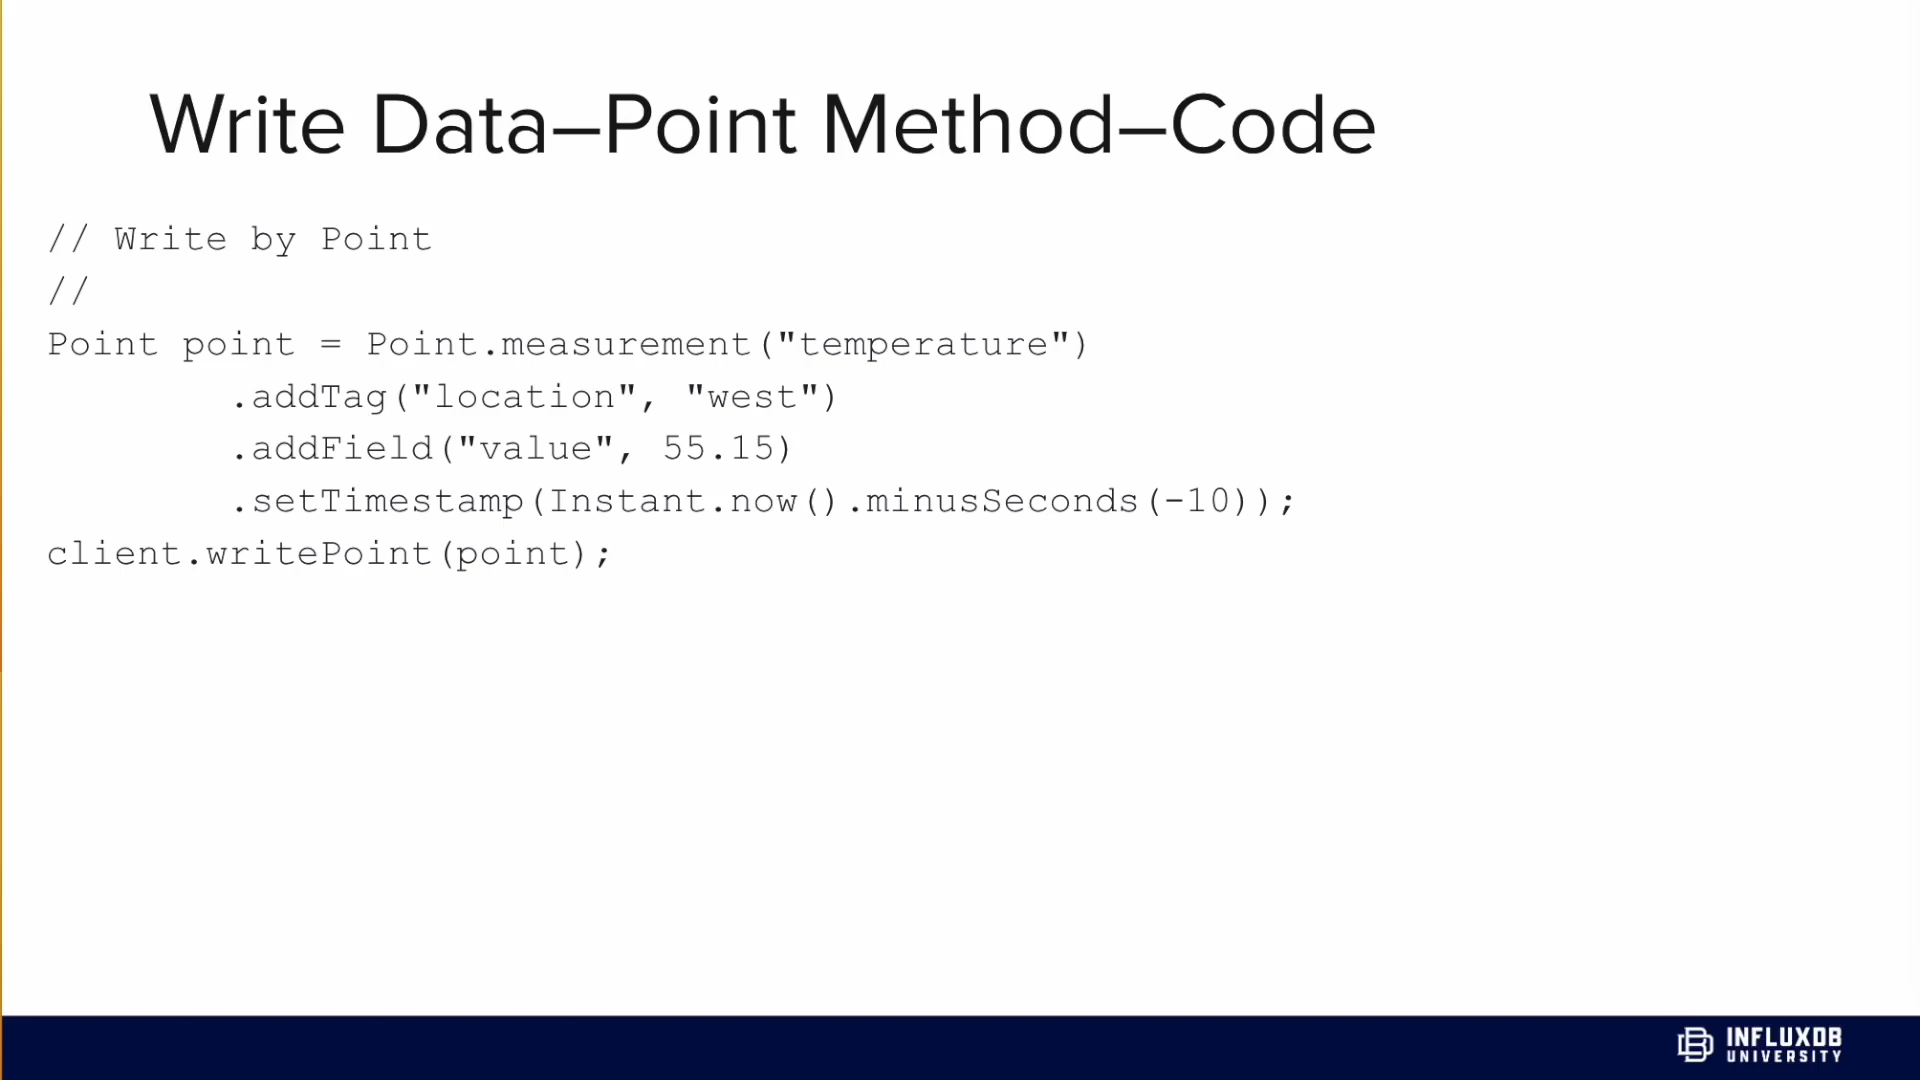 Write Data–Point Method–Code
// Write by Point
//
Point point = Point.measurement("temperature")
        .addTag("location", "west")
        .addField("value", 55.15)
        .setTimestamp(Instant.now().minusSeconds(-10));
client.writePoint(point);
INFLUXDB
UNIVERSITY